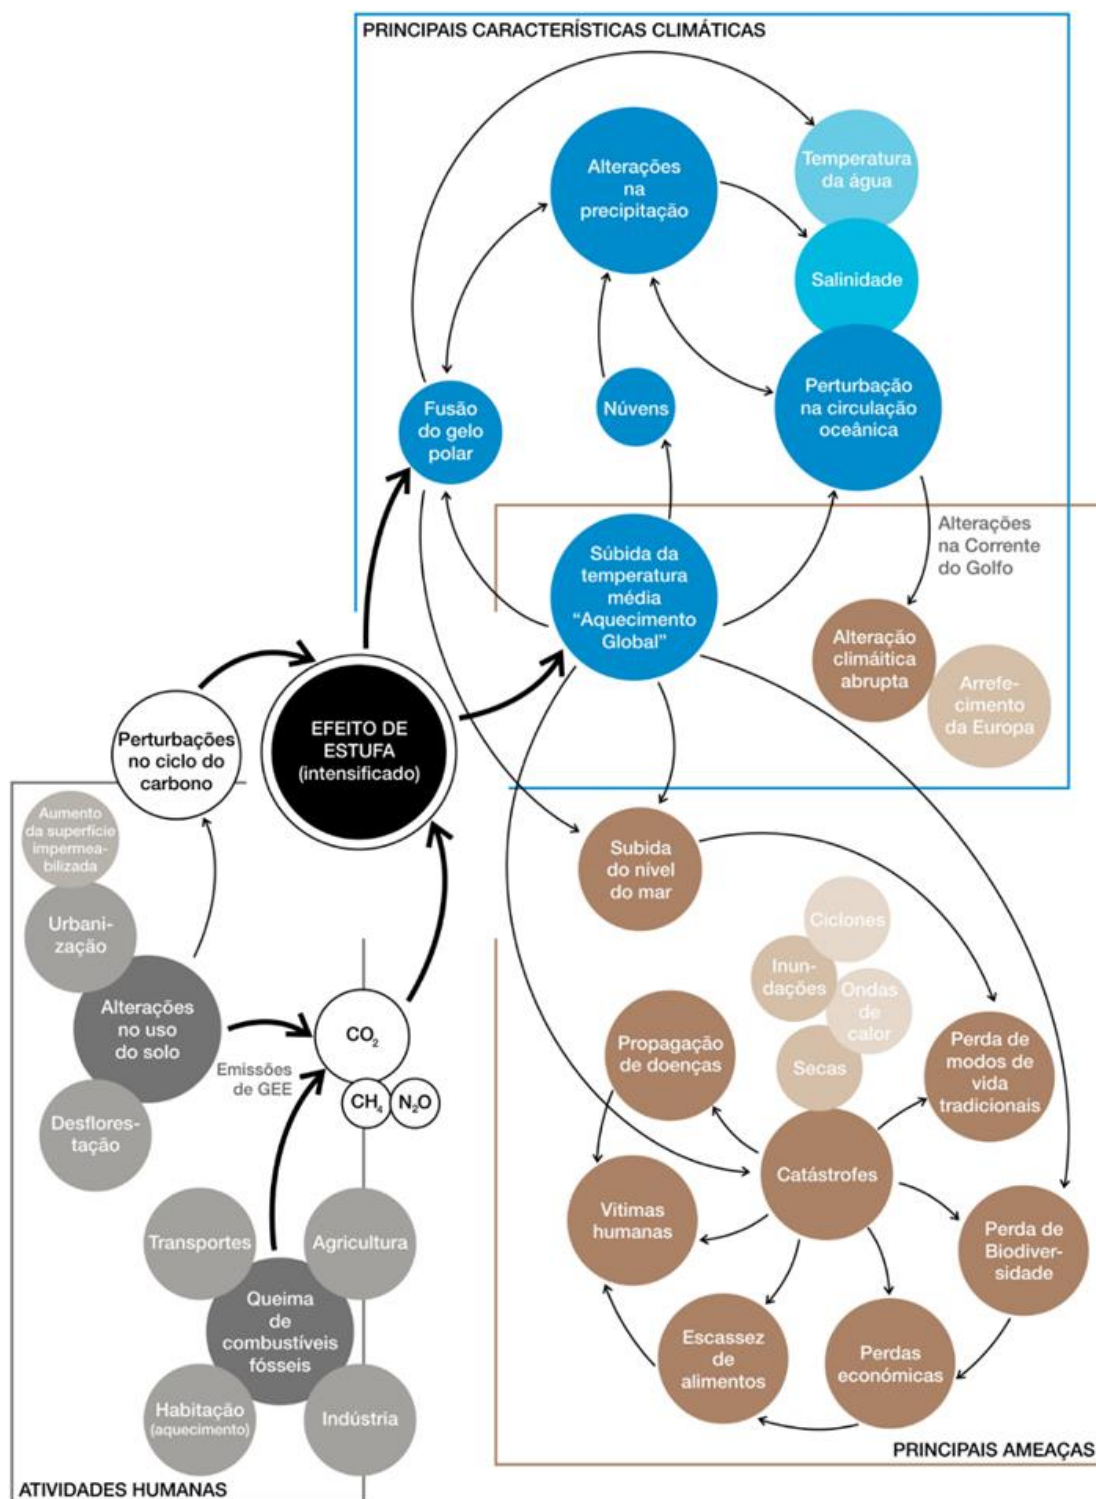 PRINCIPAIS CARACTERÍSTICAS CLIMÁTICAS
Temperatura
da água
Alterações
na
precipitação
Salinidade
Fusão
do gelo
polar
Núvens
Perturbação
na circulação
oceânica
Súbida da
temperatura
média
“Aquecimento
Global”
Alterações
na Corrente
do Golfo
Alteração
climáitica
abrupta
Arrefe-
cimento
da Europa
Perturbações
no ciclo do
carbono
EFEITO DE
ESTUFA
(intensificado)
Aumento
da superfície
impermea-
bilizada
Urbani-
zação
Alterações
no uso
do solo
Desflores-
tação
Emissões
de GEE
CO₂
CH₄
N₂O
Transportes
Agricultura
Queima
de
combustíveis
fósseis
Habitação
(aquecimento)
Indústria
ATIVIDADES HUMANAS
Subida
do nível
do mar
Ciclones
Inun-
dações
Ondas
de
calor
Secas
Propagação
de doenças
Perda de
modos de
vida
tradicionais
Catástrofes
Vitimas
humanas
Perda de
Biodiver-
sidade
Escassez
de
alimentos
Perdas
económicas
PRINCIPAIS AMEAÇAS